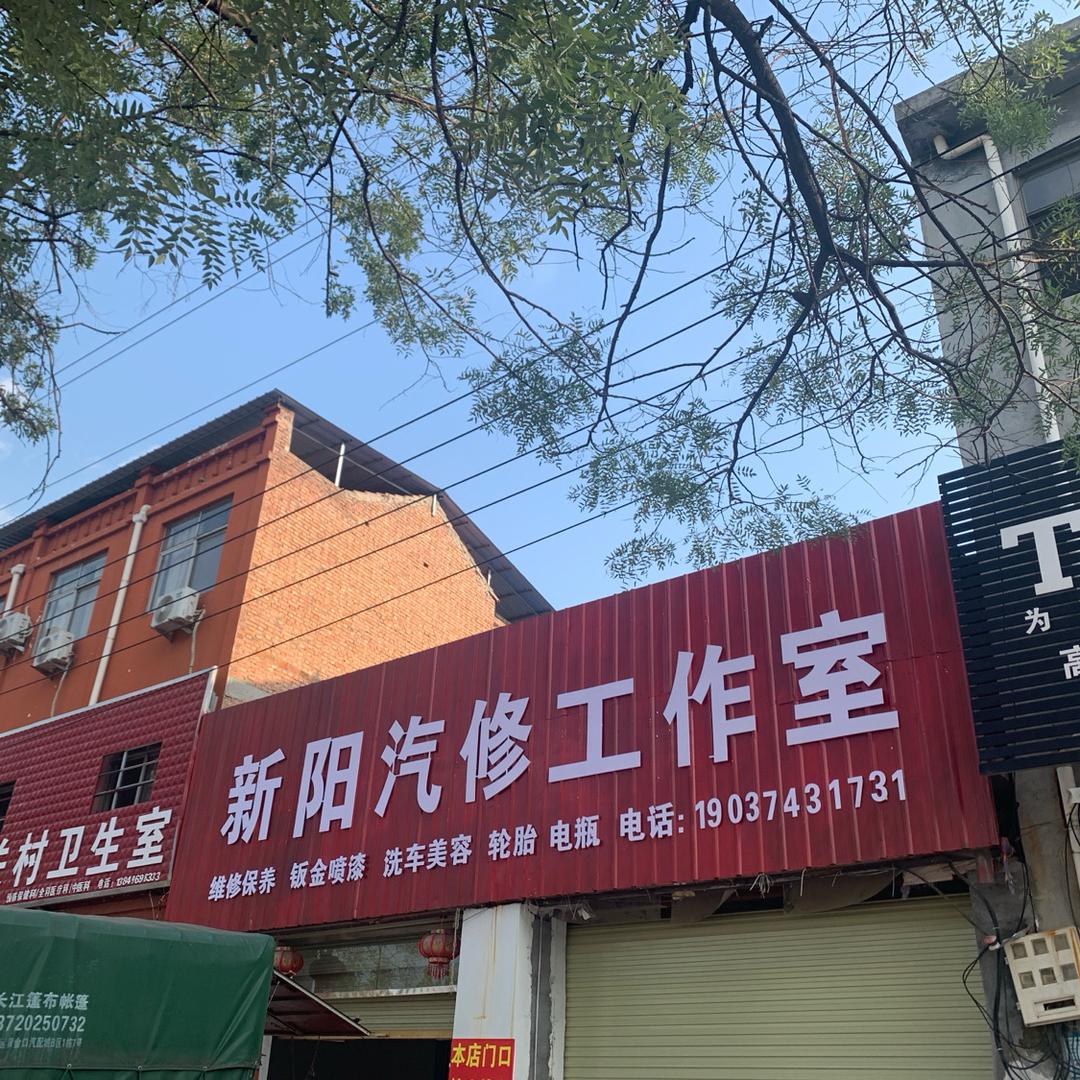 新阳汽修工作室
维修保养 钣金喷漆 洗车美容 轮胎 电瓶 电话:19037431731
村卫生室
长江篷布帐篷
3720250732
本店门口
T
为
高